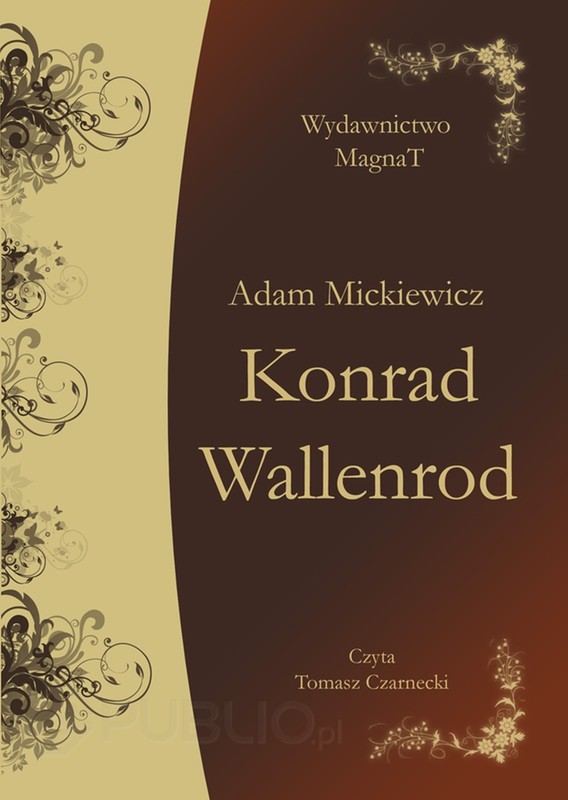 Wydawnictwo
MagnaT
Adam Mickiewicz
Konrad
Wallenrod
Czyta
Tomasz Czarnecki
PUBLIO.pl